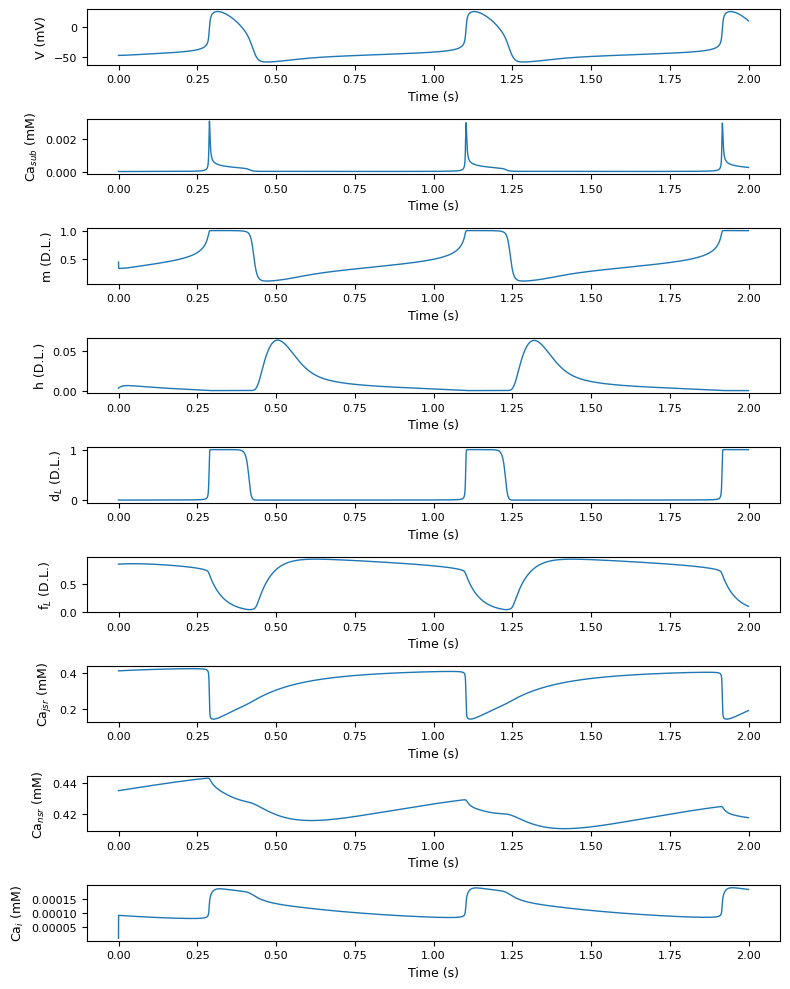 V (mV)
0
−50
0.00 0.25 0.50 0.75 1.00 1.25 1.50 1.75 2.00
Time (s)
Ca_sub (mM)
0.002
0.000
0.00 0.25 0.50 0.75 1.00 1.25 1.50 1.75 2.00
Time (s)
m (D.L.)
1.0
0.5
0.00 0.25 0.50 0.75 1.00 1.25 1.50 1.75 2.00
Time (s)
h (D.L.)
0.05
0.00
0.00 0.25 0.50 0.75 1.00 1.25 1.50 1.75 2.00
Time (s)
d_L (D.L.)
1
0
0.00 0.25 0.50 0.75 1.00 1.25 1.50 1.75 2.00
Time (s)
f_L (D.L.)
0.5
0.0
0.00 0.25 0.50 0.75 1.00 1.25 1.50 1.75 2.00
Time (s)
Ca_jsr (mM)
0.4
0.2
0.00 0.25 0.50 0.75 1.00 1.25 1.50 1.75 2.00
Time (s)
Ca_nsr (mM)
0.44
0.42
0.00 0.25 0.50 0.75 1.00 1.25 1.50 1.75 2.00
Time (s)
Ca_i (mM)
0.00015
0.00010
0.00005
0.00 0.25 0.50 0.75 1.00 1.25 1.50 1.75 2.00
Time (s)